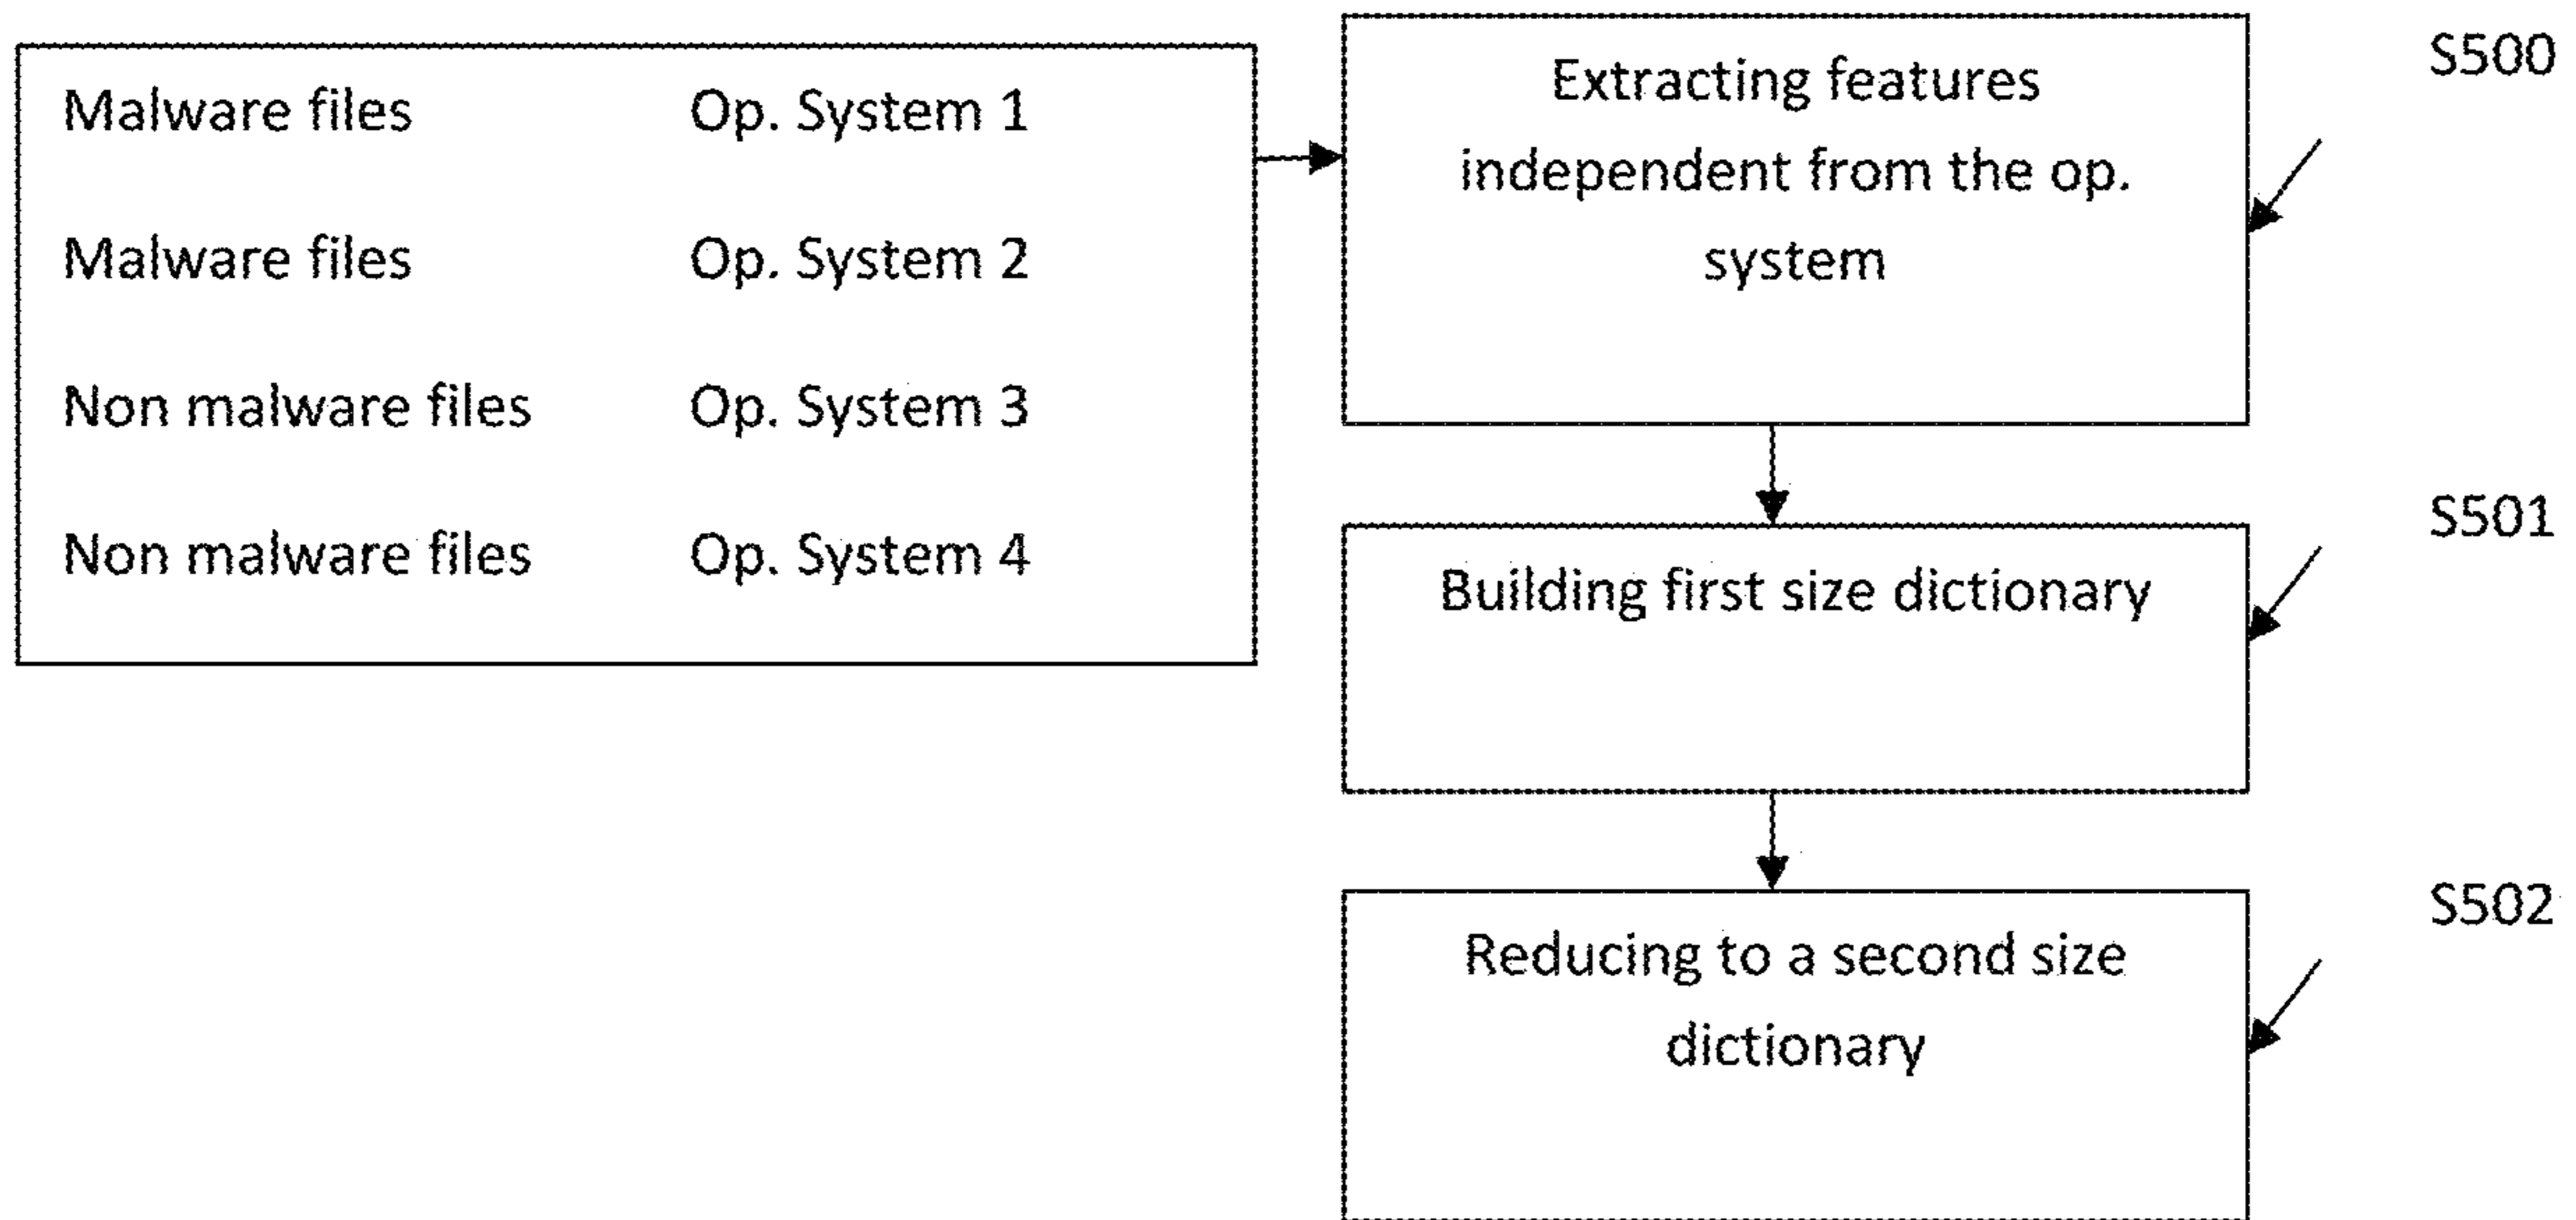 Malware files Op. System 1
Malware files Op. System 2
Non malware files Op. System 3
Non malware files Op. System 4
Extracting features
independent from the op.
system
S500
Building first size dictionary
S501
Reducing to a second size
dictionary
S502